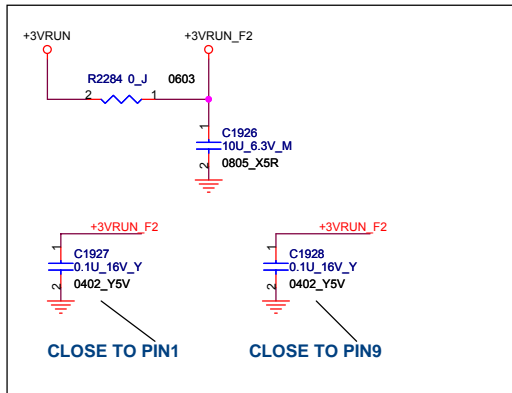 +3VRUN +3VRUN_F2
R2284 0_J 0603
2 1
1
C1926
10U_6.3V_M
2
0805_X5R
+3VRUN_F2 +3VRUN_F2
1 1
C1927 C1928
0.1U_16V_Y 0.1U_16V_Y
2 2
0402_Y5V 0402_Y5V
CLOSE TO PIN1 CLOSE TO PIN9